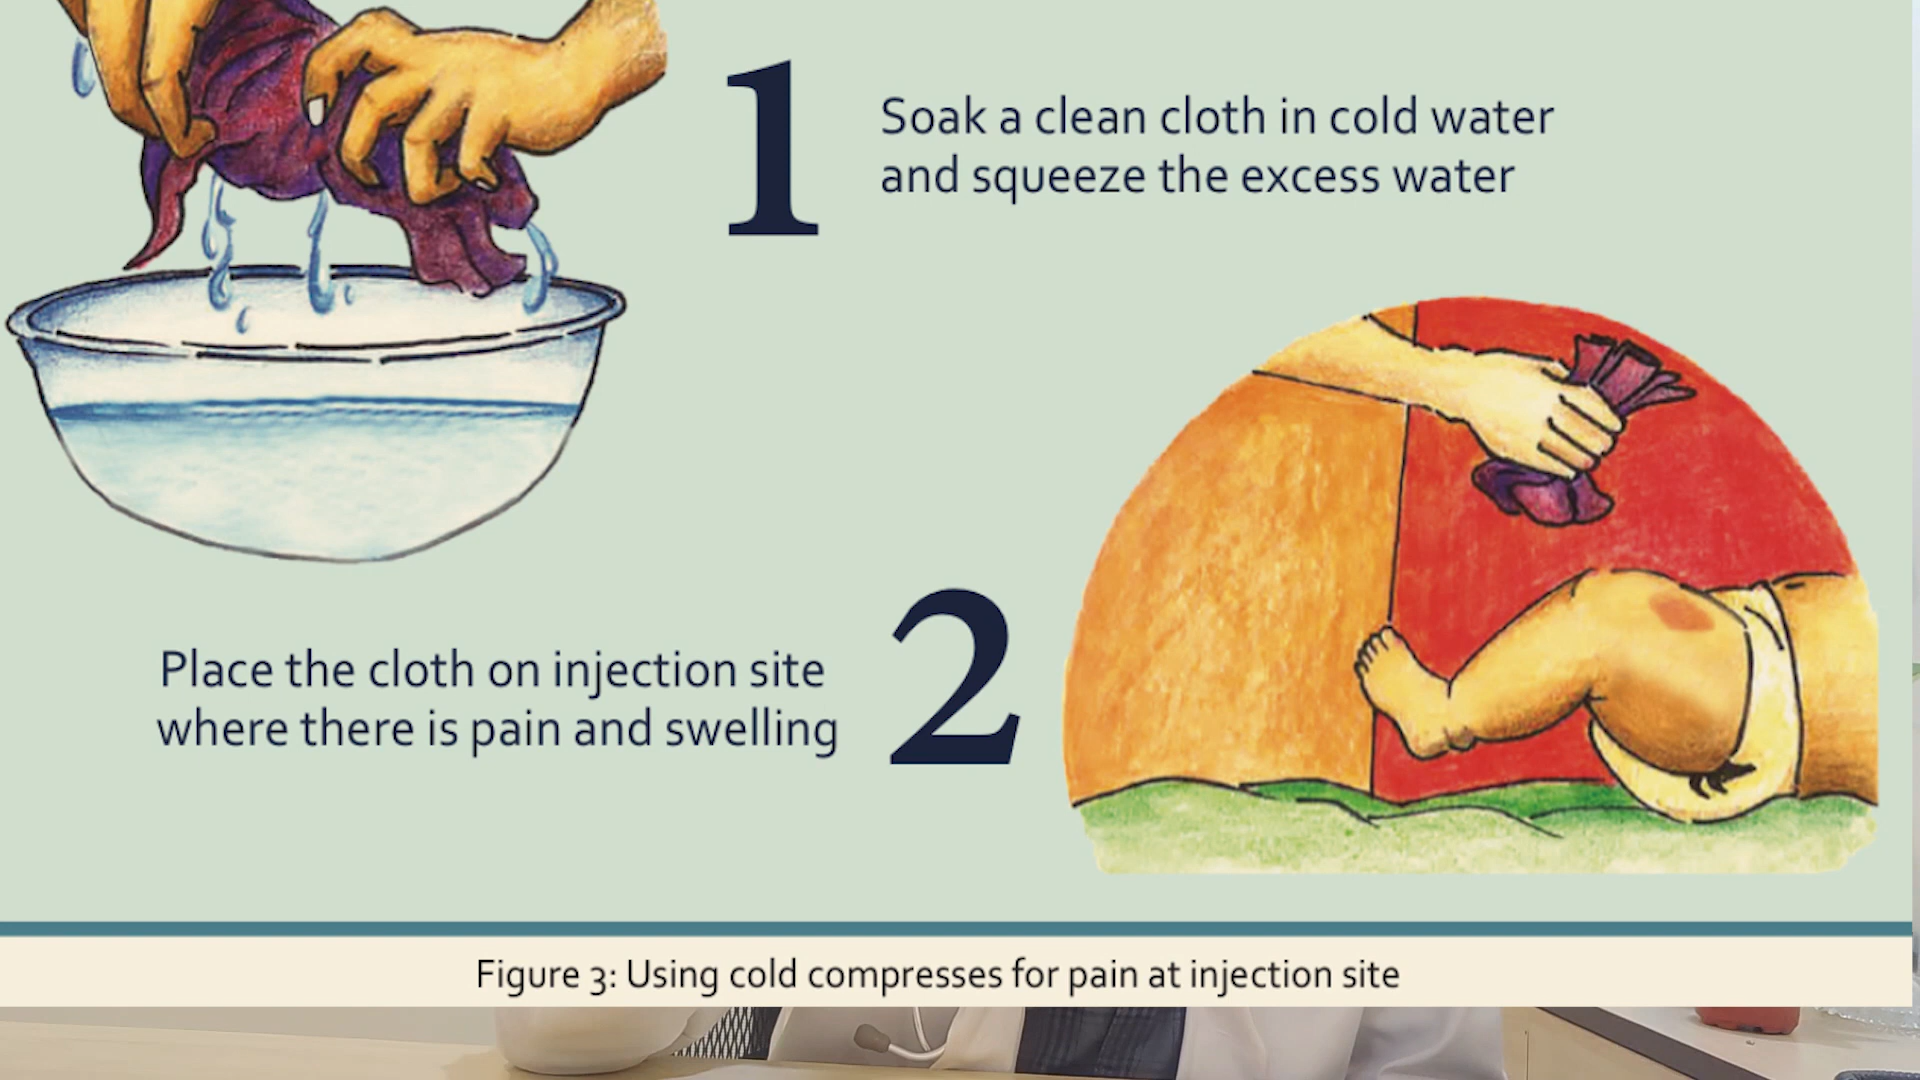 1
Soak a clean cloth in cold water
and squeeze the excess water
2
Place the cloth on injection site
where there is pain and swelling
Figure 3: Using cold compresses for pain at injection site